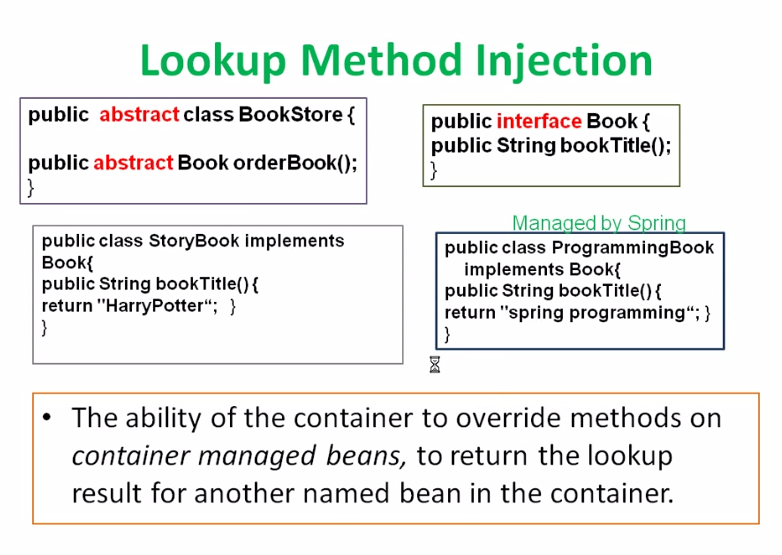 Lookup Method Injection
public abstract class BookStore {
public abstract Book orderBook();
}
public interface Book {
public String bookTitle();
}
public class StoryBook implements
Book{
public String bookTitle() {
return "HarryPotter“; }
}
Managed by Spring
public class ProgrammingBook
implements Book{
public String bookTitle() {
return "spring programming“; }
}
• The ability of the container to override methods on
container managed beans, to return the lookup
result for another named bean in the container.